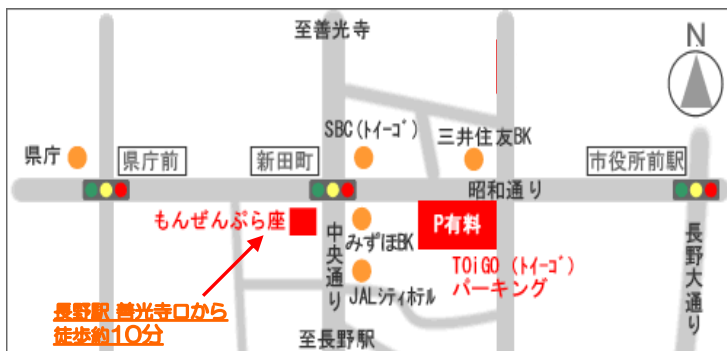 至善光寺
N
SBC(ﾄｲｰｺﾞ)
三井住友BK
県庁
県庁前
新田町
市役所前駅
昭和通り
もんぜんぷら座
中央通り
みずほBK
P有料
TOiGO (ﾄｲｰｺﾞ)
パーキング
長野大通り
JALシティホテル
長野駅 善光寺口から
徒歩約10分
至長野駅